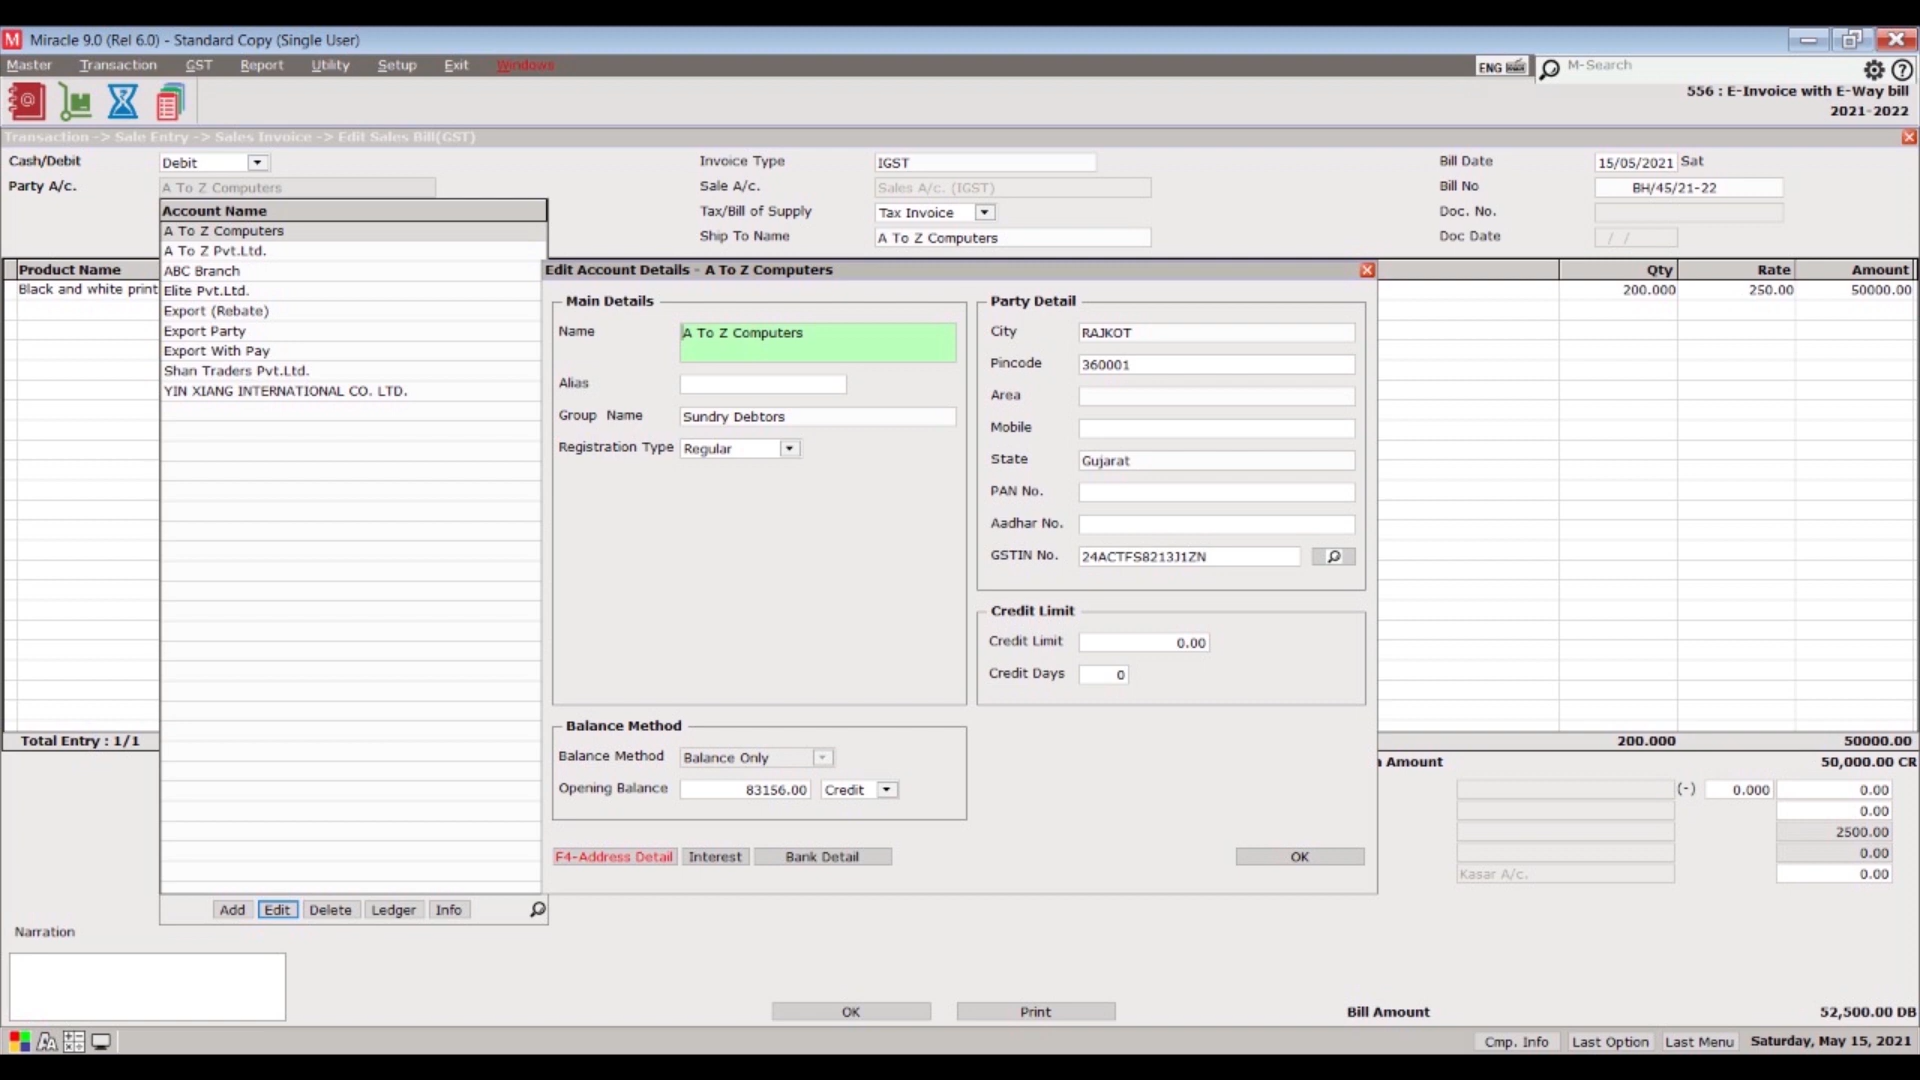 Miracle 9.0 (Rel 6.0) - Standard Copy (Single User)
Master Transaction GST Report Utility Setup Exit Windows
ENG M-Search
556 : E-Invoice with E-Way bill
2021-2022
Transaction -> Sale Entry -> Sales Invoice -> Edit Sales Bill(GST)
Cash/Debit Debit Invoice Type IGST Bill Date 15/05/2021 Sat
Party A/c. A To Z Computers Sale A/c. Sales A/c. (IGST) Bill No BH/45/21-22
Tax/Bill of Supply Tax Invoice Doc. No.
Ship To Name A To Z Computers Doc Date / /
Account Name
A To Z Computers
A To Z Pvt.Ltd.
ABC Branch
Elite Pvt.Ltd.
Export (Rebate)
Export Party
Export With Pay
Shan Traders Pvt.Ltd.
YIN XIANG INTERNATIONAL CO. LTD.
Add Edit Delete Ledger Info
Product Name Qty Rate Amount
Black and white print 200.000 250.00 50000.00
Edit Account Details - A To Z Computers
Main Details
Name A To Z Computers
Alias
Group Name Sundry Debtors
Registration Type Regular
Party Detail
City RAJKOT
Pincode 360001
Area
Mobile
State Gujarat
PAN No.
Aadhar No.
GSTIN No. 24ACTFS8213J1ZN
Credit Limit
Credit Limit 0.00
Credit Days 0
Balance Method
Balance Method Balance Only
Opening Balance 83156.00 Credit
F4-Address Detail Interest Bank Detail OK
Total Entry : 1/1 200.000 50000.00
Amount 50,000.00 CR
(-) 0.000 0.00
0.00
2500.00
0.00
Kasar A/c. 0.00
Narration
OK Print Bill Amount 52,500.00 DB
Cmp. Info Last Option Last Menu Saturday, May 15, 2021